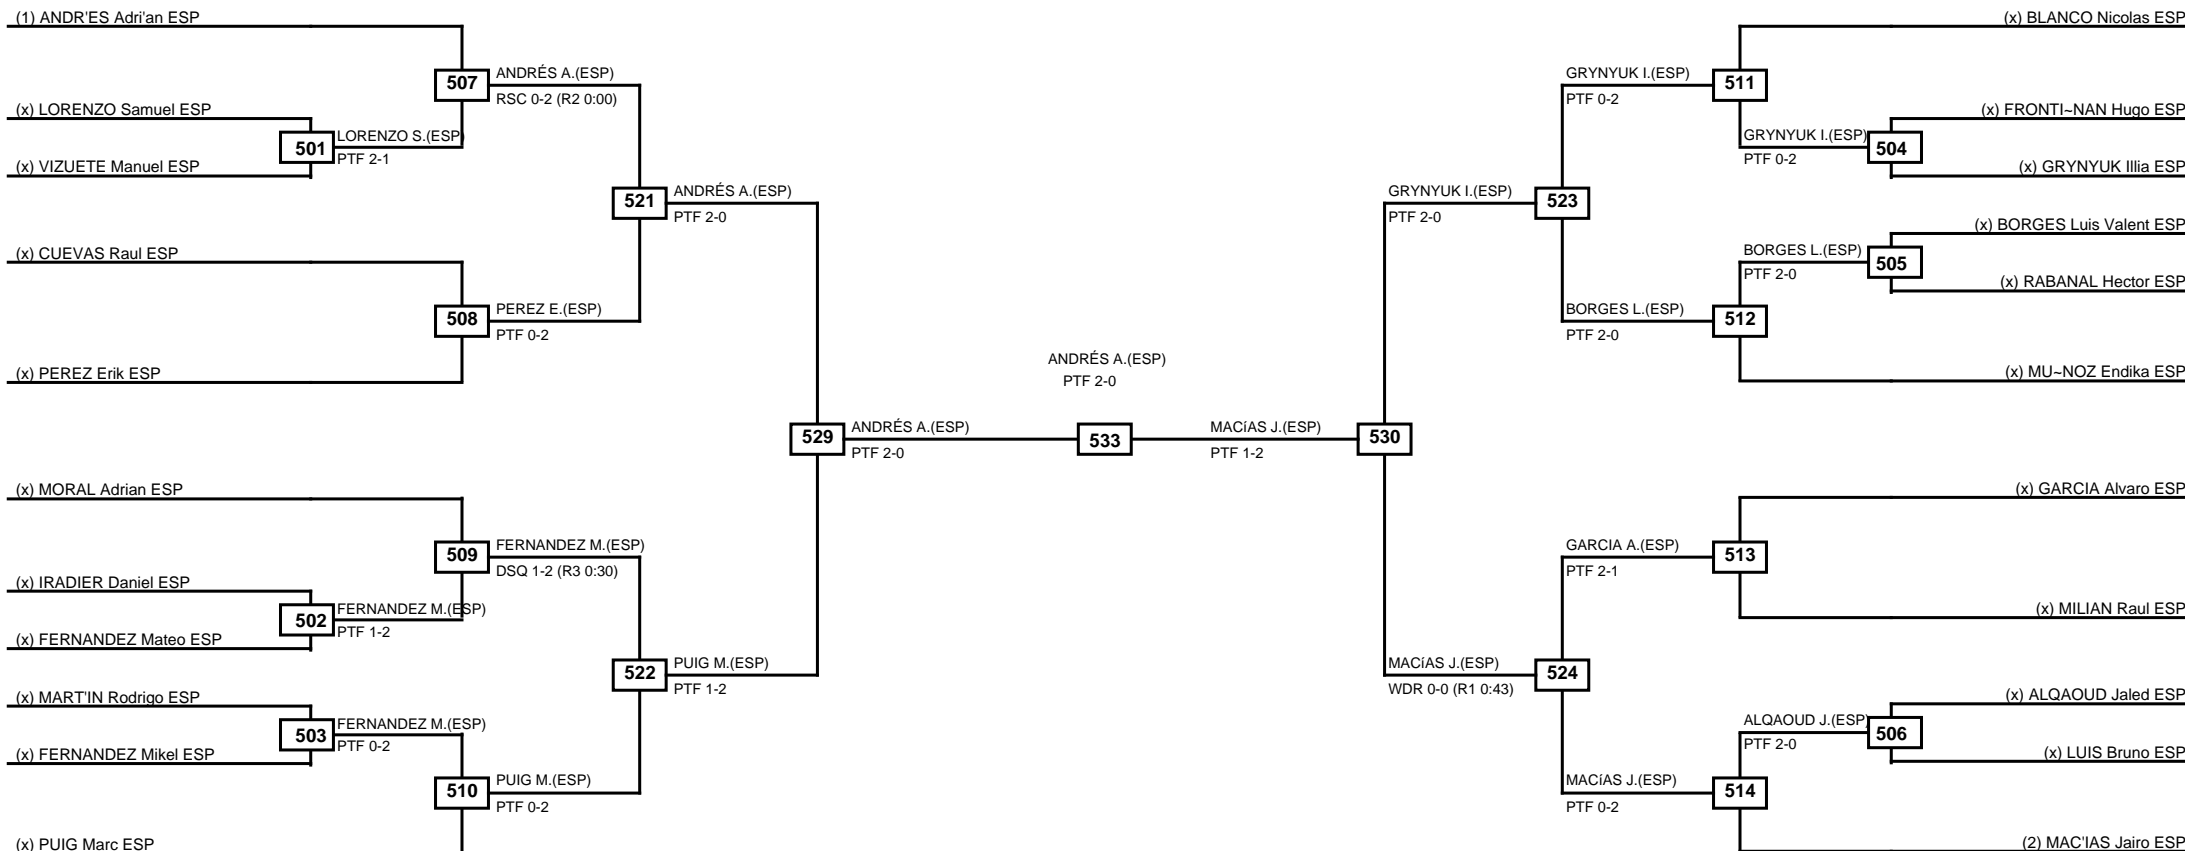 (1) ANDR'ES Adri'an ESP
(x) LORENZO Samuel ESP
(x) VIZUETE Manuel ESP
(x) CUEVAS Raul ESP
(x) PEREZ Erik ESP
(x) MORAL Adrian ESP
(x) IRADIER Daniel ESP
(x) FERNANDEZ Mateo ESP
(x) MART'IN Rodrigo ESP
(x) FERNANDEZ Mikel ESP
(x) PUIG Marc ESP
501
LORENZO S.(ESP)
PTF 2-1
502
FERNANDEZ M.(ESP)
PTF 1-2
503
FERNANDEZ M.(ESP)
PTF 0-2
507
ANDRÉS A.(ESP)
RSC 0-2 (R2 0:00)
508
PEREZ E.(ESP)
PTF 0-2
509
FERNANDEZ M.(ESP)
DSQ 1-2 (R3 0:30)
510
PUIG M.(ESP)
PTF 0-2
521
ANDRÉS A.(ESP)
PTF 2-0
522
PUIG M.(ESP)
PTF 1-2
529
ANDRÉS A.(ESP)
PTF 2-0
ANDRÉS A.(ESP)
PTF 2-0
533
MACíAS J.(ESP)
PTF 1-2
530
GRYNYUK I.(ESP)
PTF 2-0
523
MACíAS J.(ESP)
WDR 0-0 (R1 0:43)
524
GRYNYUK I.(ESP)
PTF 0-2
511
BORGES L.(ESP)
PTF 2-0
512
GARCIA A.(ESP)
PTF 2-1
513
MACíAS J.(ESP)
PTF 0-2
514
GRYNYUK I.(ESP)
PTF 0-2
504
BORGES L.(ESP)
PTF 2-0
505
ALQAOUD J.(ESP)
PTF 2-0
506
(x) BLANCO Nicolas ESP
(x) FRONTI~NAN Hugo ESP
(x) GRYNYUK Illia ESP
(x) BORGES Luis Valent ESP
(x) RABANAL Hector ESP
(x) MU~NOZ Endika ESP
(x) GARCIA Alvaro ESP
(x) MILIAN Raul ESP
(x) ALQAOUD Jaled ESP
(x) LUIS Bruno ESP
(2) MAC'IAS Jairo ESP